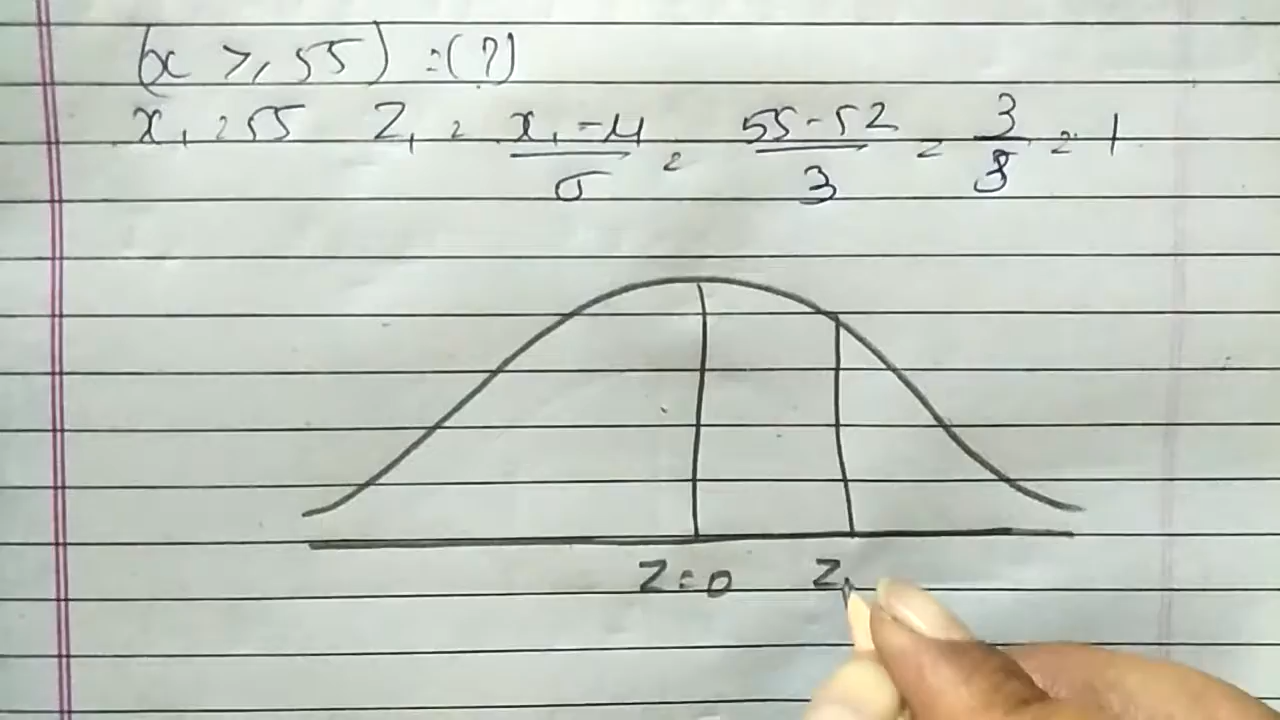 (x ≥, 55) = (?)
x₁ = 55 Z₁ = x₁ - μ / σ = 55 - 52 / 3 = 3 / 3 = 1
Z = 0 Z₁